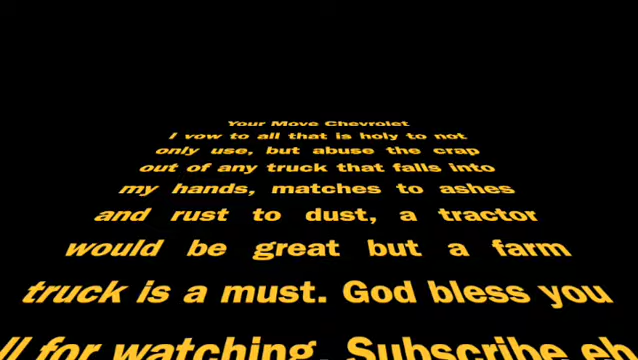 Your Move Chevrolet
I vow to all that is holy to not
only use, but abuse the crap
out of any truck that falls into
my hands, matches to ashes
and rust to dust, a tractor
would be great but a farm
truck is a must. God bless you
for watching. Subscribe